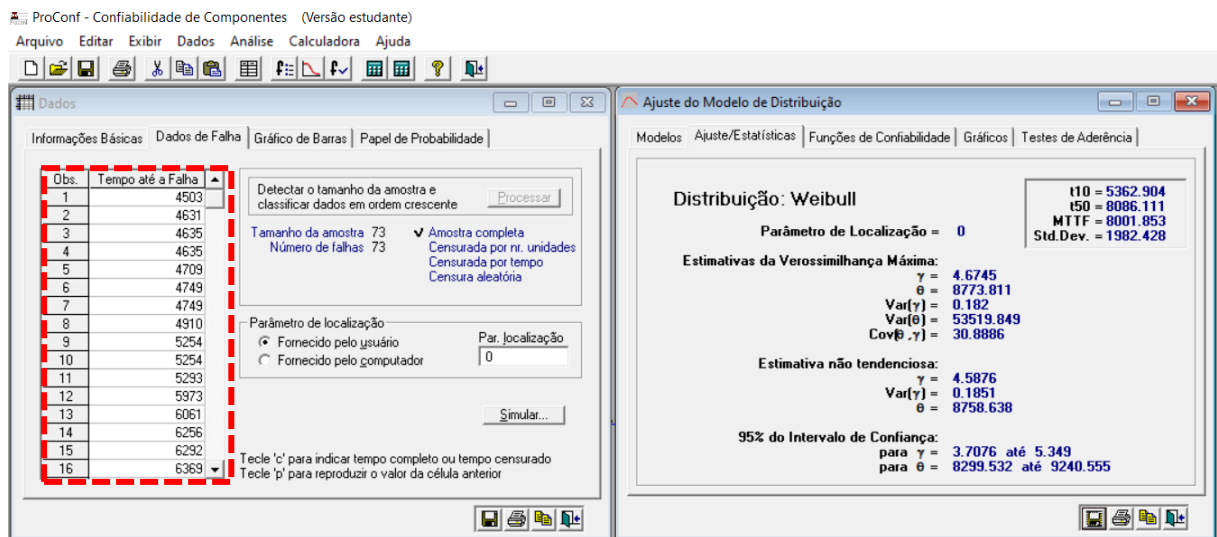 ProConf - Confiabilidade de Componentes (Versão estudante)
Arquivo Editar Exibir Dados Análise Calculadora Ajuda
Dados
Informações Básicas Dados de Falha Gráfico de Barras Papel de Probabilidade
Obs. Tempo até a Falha
1 4503
2 4631
3 4635
4 4635
5 4709
6 4749
7 4749
8 4910
9 5254
10 5254
11 5293
12 5973
13 6061
14 6256
15 6292
16 6369
Detectar o tamanho da amostra e
classificar dados em ordem crescente
Processar
Tamanho da amostra 73
Número de falhas 73
Amostra completa
Censurada por nr. unidades
Censurada por tempo
Censura aleatória
Parâmetro de localização
Fornecido pelo usuário
Fornecido pelo computador
Par. localização
0
Simular...
Tecle 'c' para indicar tempo completo ou tempo censurado
Tecle 'p' para reproduzir o valor da célula anterior
Ajuste do Modelo de Distribuição
Modelos Ajuste/Estatísticas Funções de Confiabilidade Gráficos Testes de Aderência
Distribuição: Weibull
t10 = 5362.904
t50 = 8086.111
MTTF = 8001.853
Std.Dev. = 1982.428
Parâmetro de Localização = 0
Estimativas da Verossimilhança Máxima:
γ = 4.6745
θ = 8773.811
Var(γ) = 0.182
Var(θ) = 53519.849
Cov(θ ,γ) = 30.8886
Estimativa não tendenciosa:
γ = 4.5876
Var(γ) = 0.1851
θ = 8758.638
95% do Intervalo de Confiança:
para γ = 3.7076 até 5.349
para θ = 8299.532 até 9240.555